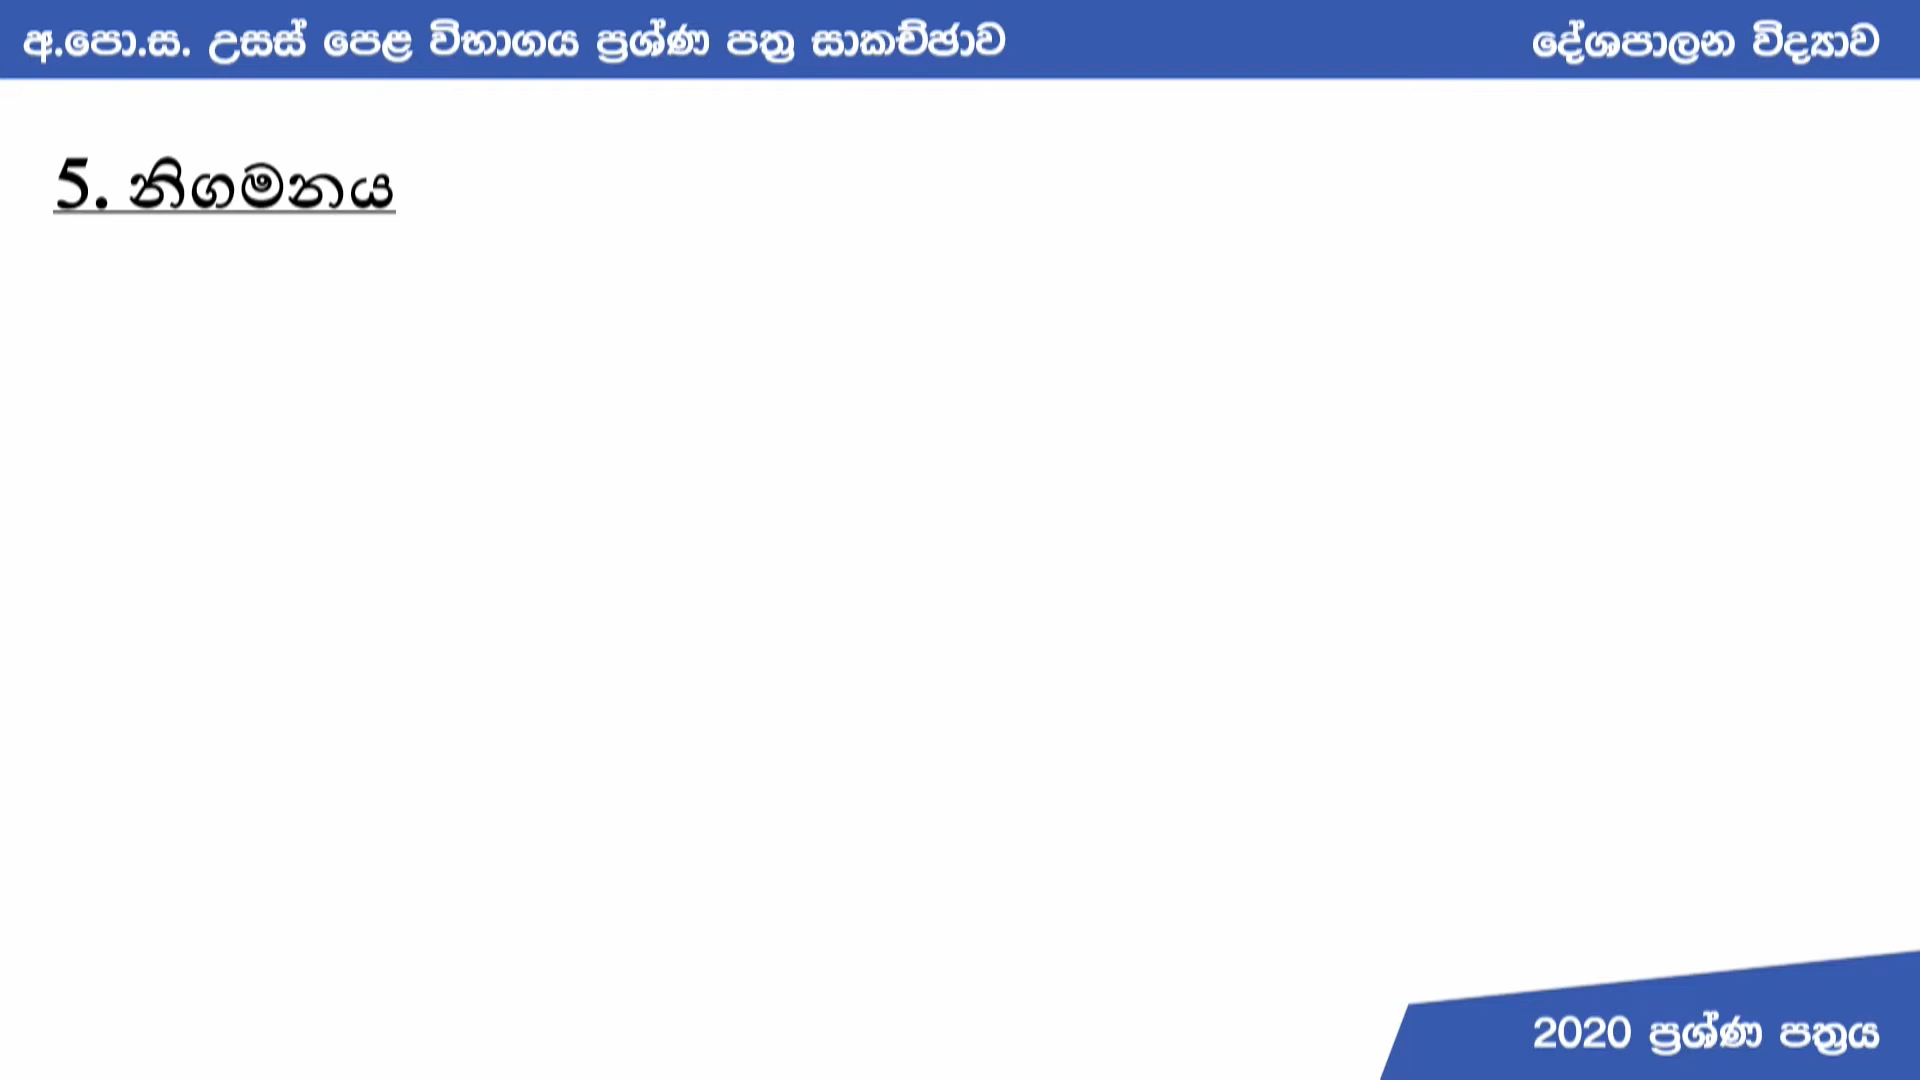 අ.පො.ස. උසස් පෙළ විභාගය ප්‍රශ්ණ පත්‍ර සාකච්ඡාව
දේශපාලන විද්‍යාව
5. නිගමනය
2020 ප්‍රශ්ණ පත්‍රය